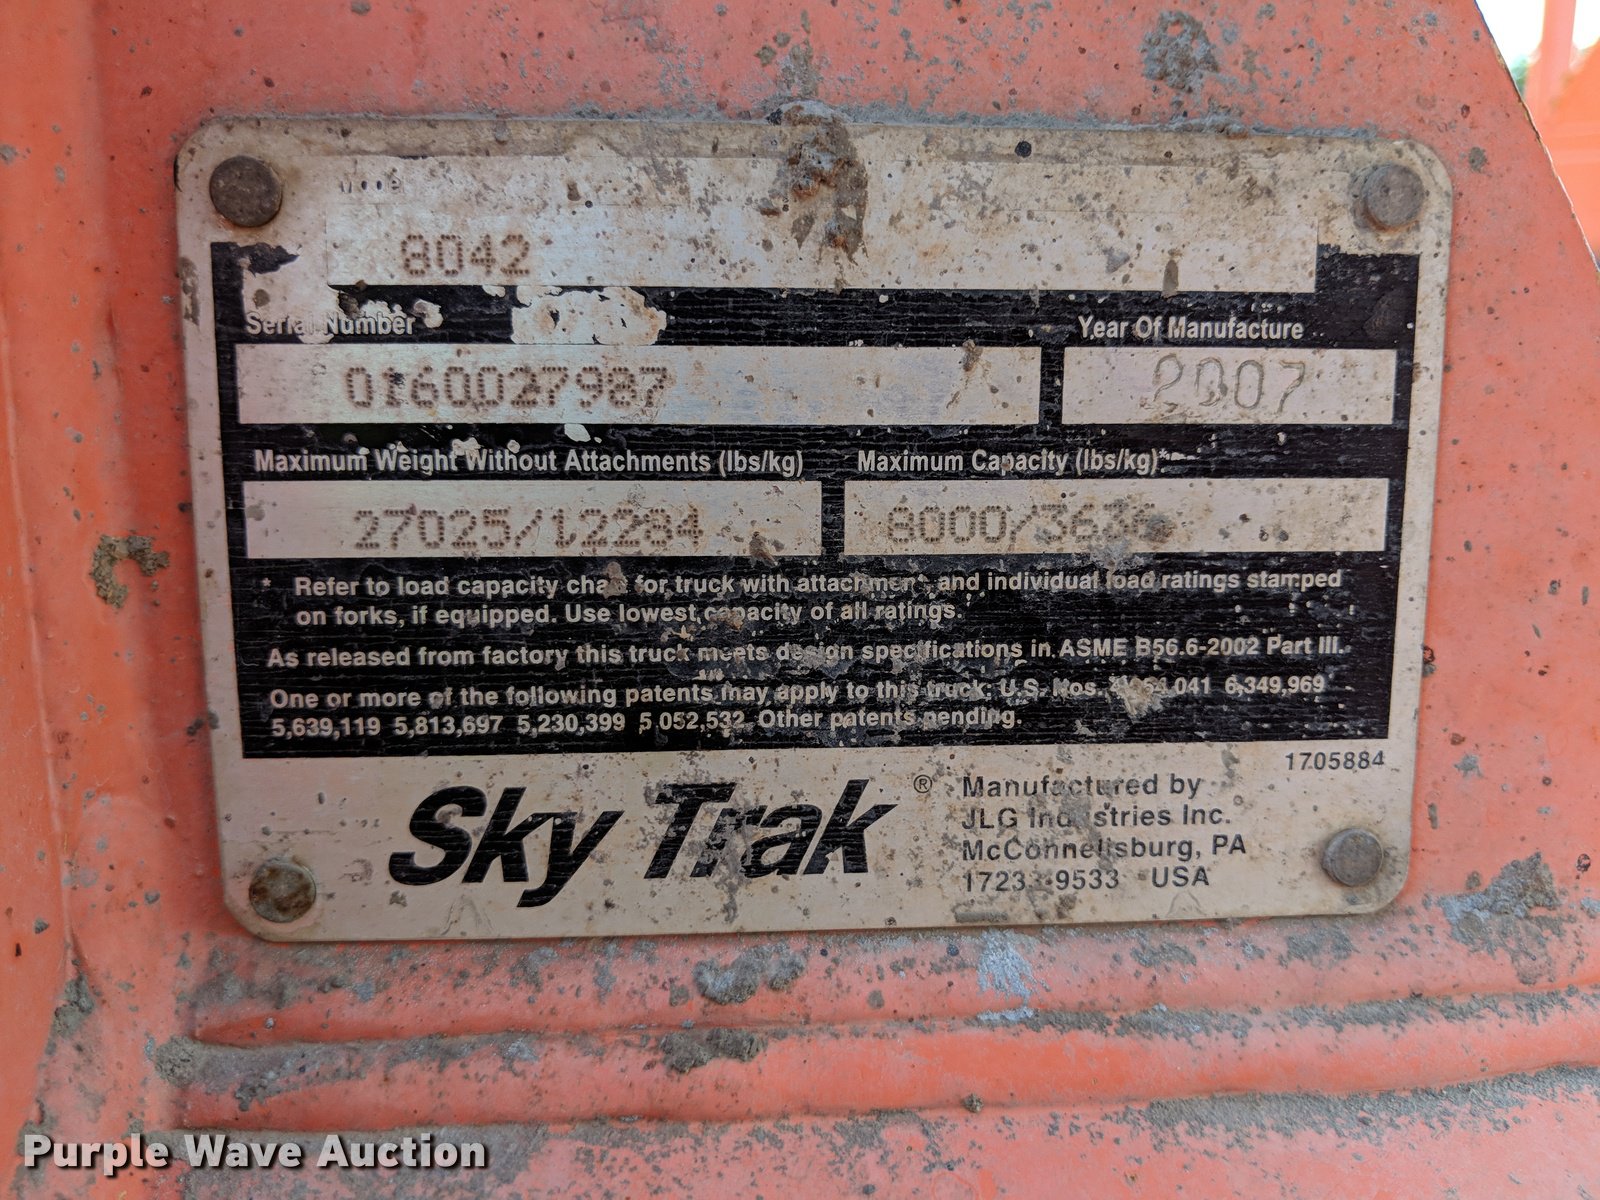 Model
8042
Serial Number
Year Of Manufacture
0160027987
2007
Maximum Weight Without Attachments (lbs/kg)
Maximum Capacity (lbs/kg)*
27025/12284
8000/3636
* Refer to load capacity chart for truck with attachments and individual load ratings stamped
on forks, if equipped. Use lowest capacity of all ratings.
As released from factory this truck meets design specifications in ASME B56.6-2002 Part III.
One or more of the following patents may apply to this truck: U.S. Nos. 6,349,969
5,639,119 5,813,697 5,230,399 5,052,532 Other patents pending.
1705884
Sky Trak ®
Manufactured by
JLG Industries Inc.
McConnellsburg, PA
17233-9533 USA
Purple Wave Auction